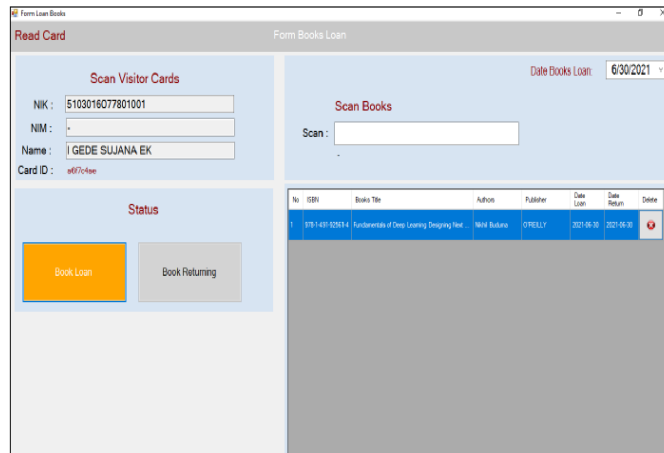 Form Loan Books
Read Card
Form Books Loan
Scan Visitor Cards
NIK : 5103016077801001
NIM : -
Name : I GEDE SUJANA EK
Card ID : a6f7c4ae
Status
Book Loan
Book Returning
Date Books Loan: 6/30/2021
Scan Books
Scan :
-
No ISBN Books Title Authors Publisher Date Loan Date Return Delete
1 978-1-491-92561-4 Fundamentals of Deep Learning Designing Next ... Nikhil Buduma O'REILLY 2021-06-30 2021-06-30